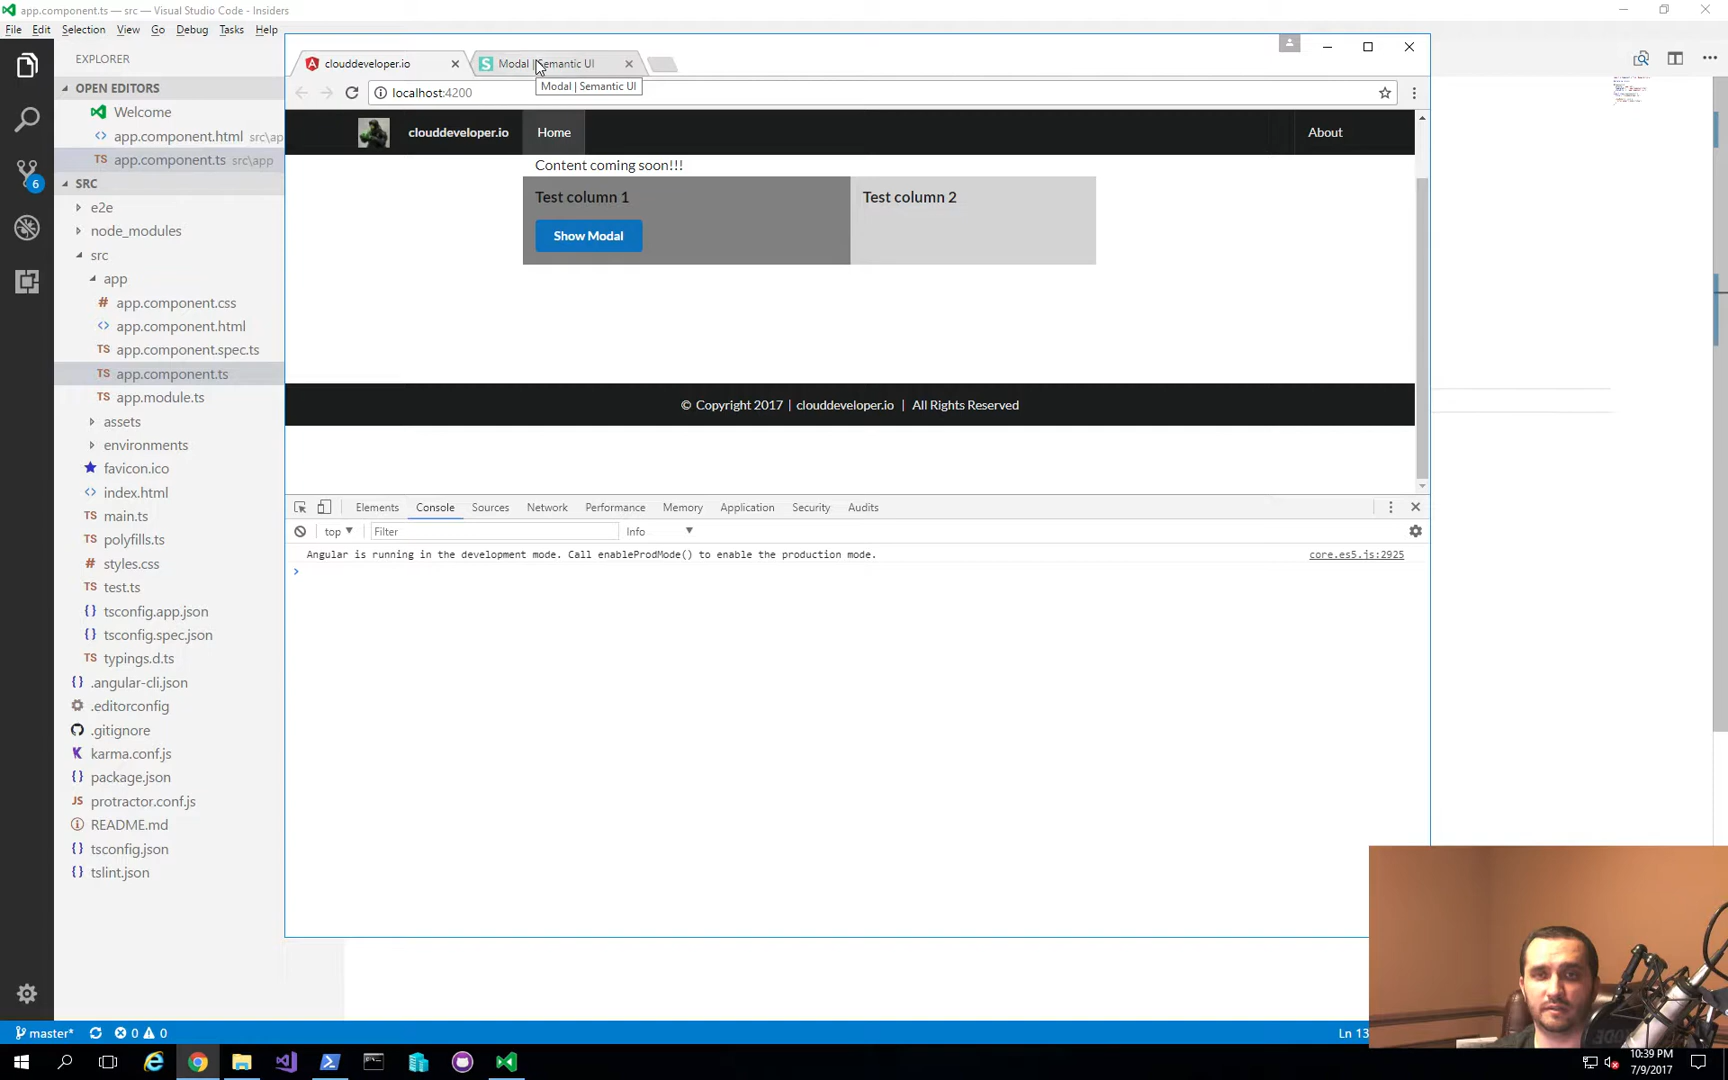 app.component.ts — src — Visual Studio Code - Insiders
File Edit Selection View Go Debug Tasks Help
EXPLORER
OPEN EDITORS
Welcome
app.component.html src\ap
app.component.ts src\app
SRC
e2e
node_modules
src
app
app.component.css
app.component.html
app.component.spec.ts
app.component.ts
app.module.ts
assets
environments
favicon.ico
index.html
main.ts
polyfills.ts
styles.css
test.ts
tsconfig.app.json
tsconfig.spec.json
typings.d.ts
.angular-cli.json
.editorconfig
.gitignore
karma.conf.js
package.json
protractor.conf.js
README.md
tsconfig.json
tslint.json
6
clouddeveloper.io
Modal | Semantic UI
Modal | Semantic UI
localhost:4200
clouddeveloper.io Home About
Content coming soon!!!
Test column 1 Test column 2
Show Modal
© Copyright 2017 | clouddeveloper.io | All Rights Reserved
Elements Console Sources Network Performance Memory Application Security Audits
top Filter Info
Angular is running in the development mode. Call enableProdMode() to enable the production mode. core.es5.js:2925
master* 0 0 Ln 13
10:39 PM
7/9/2017